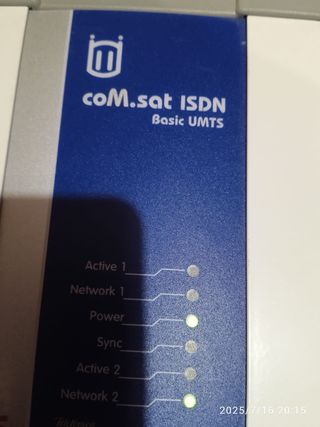 coM.sat ISDN
Basic UMTS
Active 1
Network 1
Power
Sync
Active 2
Network 2
2025/7/16 20:15